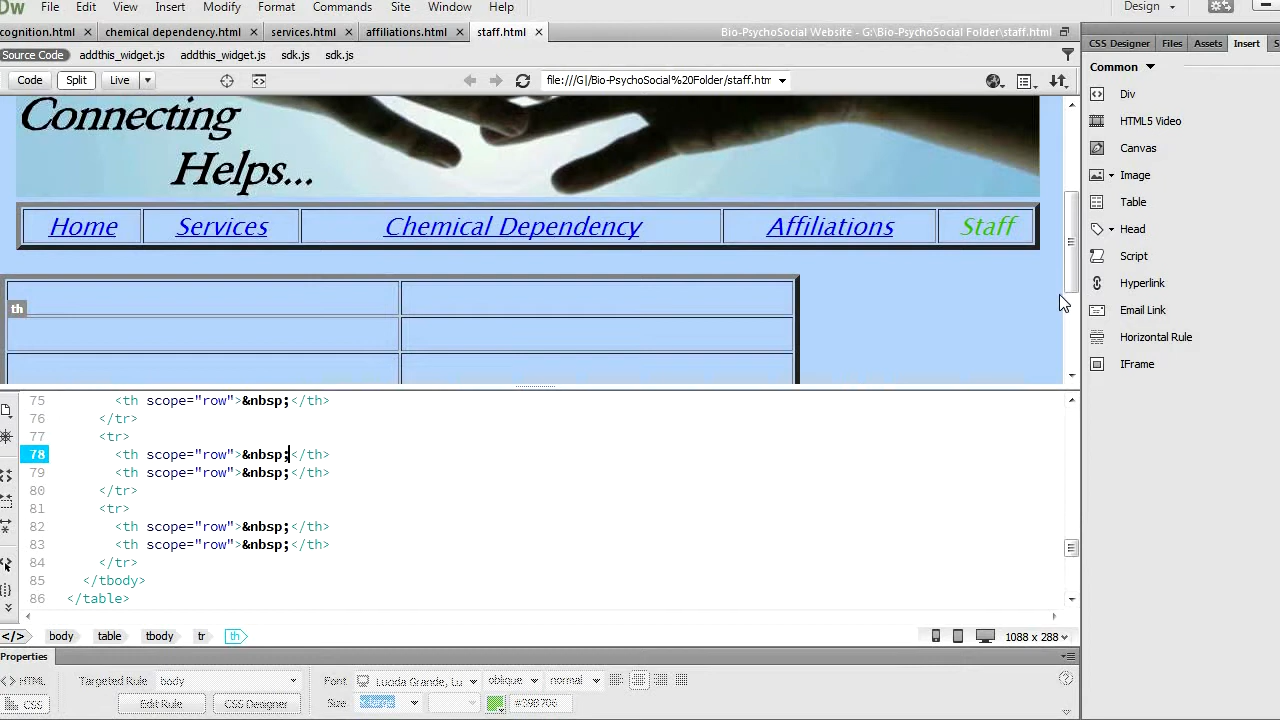 Dw File Edit View Insert Modify Format Commands Site Window Help Design
cognition.html × chemical dependency.html × services.html × affiliations.html × staff.html × Bio-PsychoSocial Website - G:\Bio-PsychoSocial Folder\staff.html
Source Code addthis_widget.js addthis_widget.js sdk.js sdk.js
Code Split Live file:///G|/Bio-PsychoSocial%20Folder/staff.htm
CSS Designer Files Assets Insert S
Common
Div
HTML5 Video
Canvas
Image
Table
Head
Script
Hyperlink
Email Link
Horizontal Rule
IFrame
Connecting
Helps...
Home Services Chemical Dependency Affiliations Staff
th
75 <th scope="row">&nbsp;</th>
76 </tr>
77 <tr>
78 <th scope="row">&nbsp;</th>
79 <th scope="row">&nbsp;</th>
80 </tr>
81 <tr>
82 <th scope="row">&nbsp;</th>
83 <th scope="row">&nbsp;</th>
84 </tr>
85 </tbody>
86 </table>
</> body table tbody tr th 1088 x 288
Properties
<> HTML Targeted Rule body Font Lucida Grande, Lu oblique normal
CSS Edit Rule CSS Designer Size